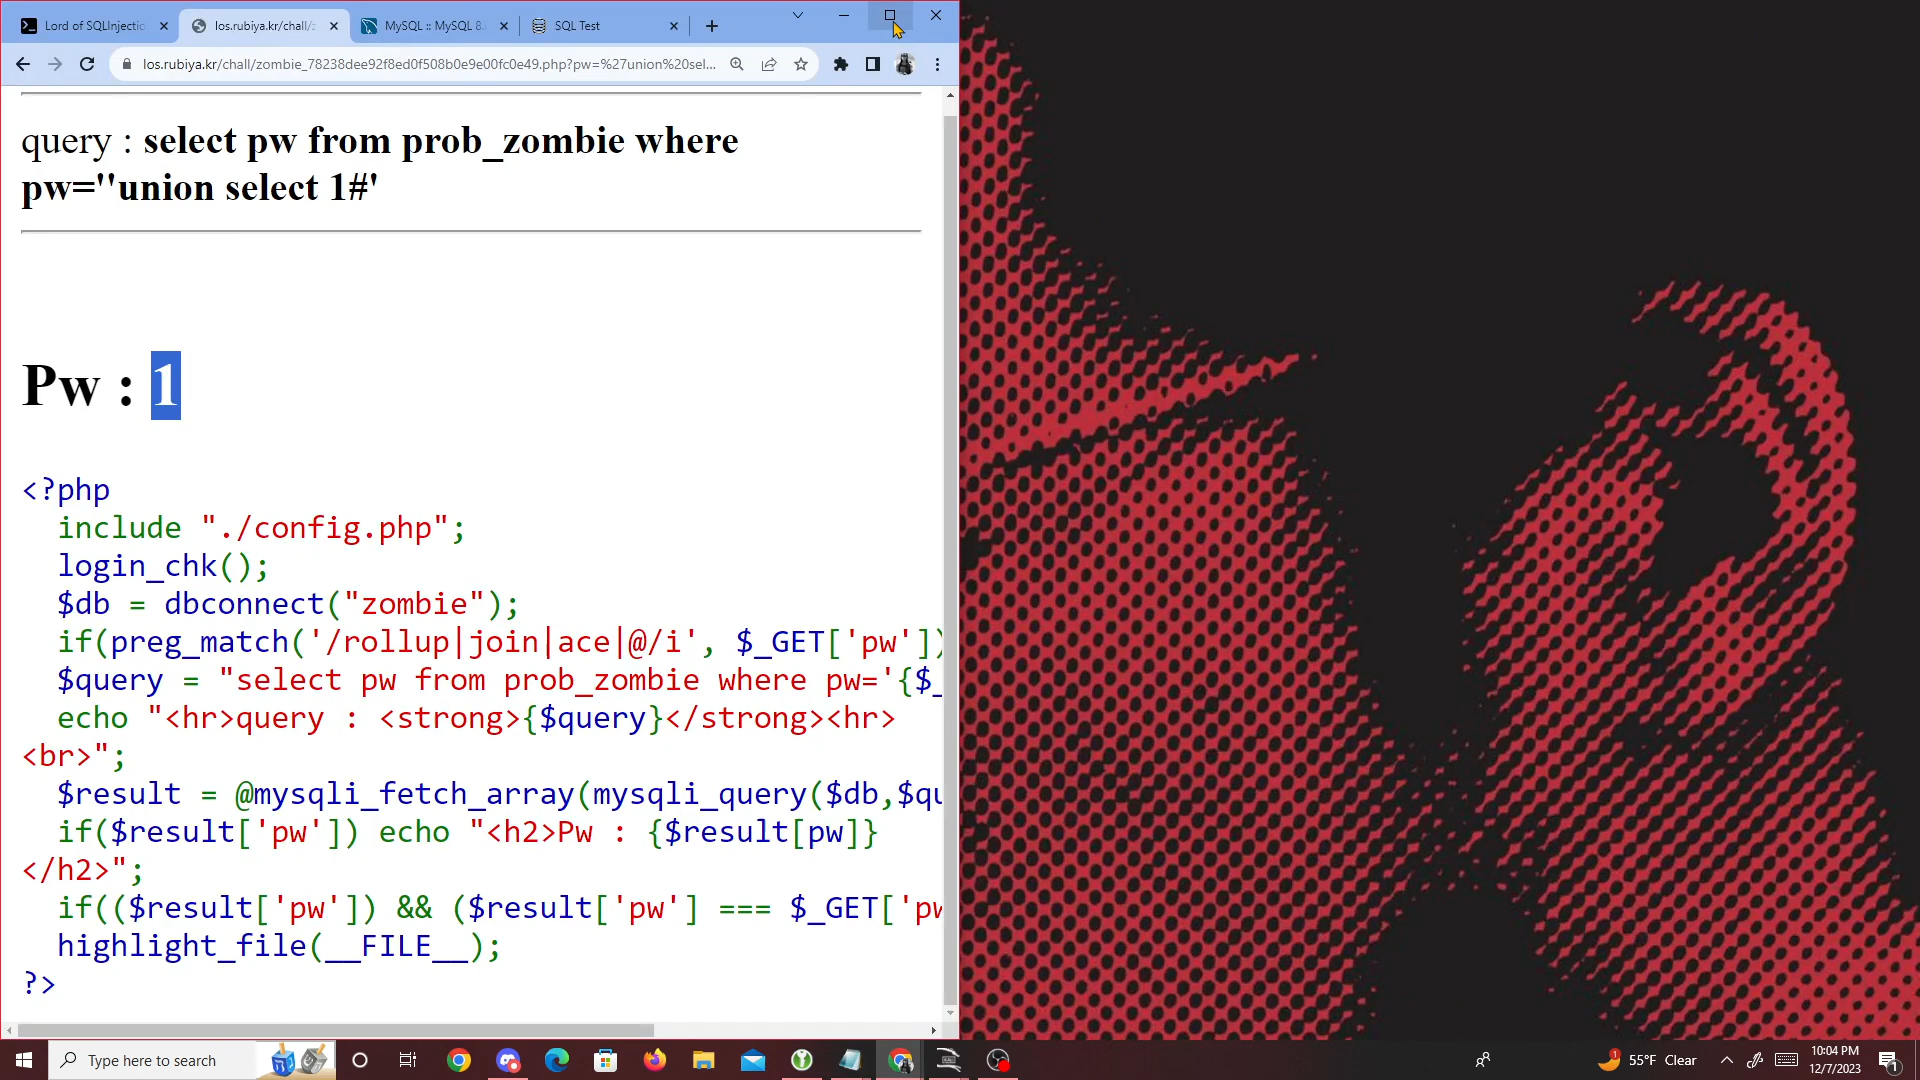 Lord of SQLInjectio
los.rubiya.kr/chall/z
MySQL :: MySQL 8.
SQL Test
los.rubiya.kr/chall/zombie_78238dee92f8ed0f508b0e9e00fc0e49.php?pw=%27union%20sel...
query : select pw from prob_zombie where
pw=''union select 1#'
Pw : 1
<?php
include "./config.php";
login_chk();
$db = dbconnect("zombie");
if(preg_match('/rollup|join|ace|@/i', $_GET['pw'])
$query = "select pw from prob_zombie where pw='{$_
echo "<hr>query : <strong>{$query}</strong><hr>
<br>";
$result = @mysqli_fetch_array(mysqli_query($db,$qu
if($result['pw']) echo "<h2>Pw : {$result[pw]}
</h2>";
if(($result['pw']) && ($result['pw'] === $_GET['pw
highlight_file(__FILE__);
?>
Type here to search
1
55°F Clear
10:04 PM
12/7/2023
1